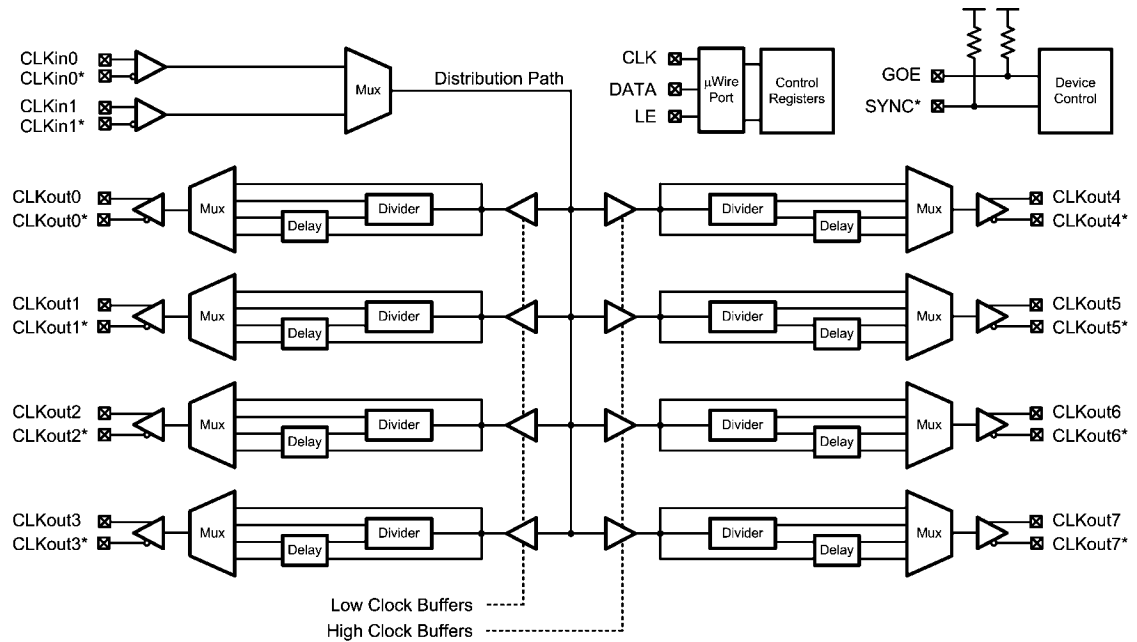 CLKin0
CLKin0*
CLKin1
CLKin1*
Mux
Distribution Path
CLK
DATA
LE
µWire
Port
Control
Registers
GOE
SYNC*
Device
Control
CLKout0
CLKout0*
Mux
Divider
Delay
Divider
Delay
Mux
CLKout4
CLKout4*
CLKout1
CLKout1*
Mux
Divider
Delay
Divider
Delay
Mux
CLKout5
CLKout5*
CLKout2
CLKout2*
Mux
Divider
Delay
Divider
Delay
Mux
CLKout6
CLKout6*
CLKout3
CLKout3*
Mux
Divider
Delay
Divider
Delay
Mux
CLKout7
CLKout7*
Low Clock Buffers
High Clock Buffers